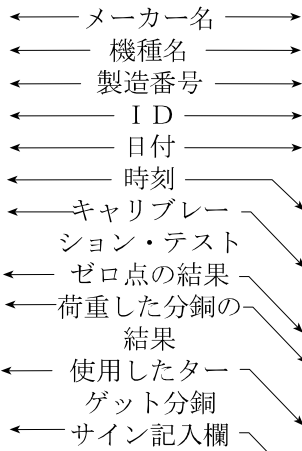 メーカー名
機種名
製造番号
ＩＤ
日付
時刻
キャリブレー
ション・テスト
ゼロ点の結果
荷重した分銅の
結果
使用したター
ゲット分銅
サイン記入欄